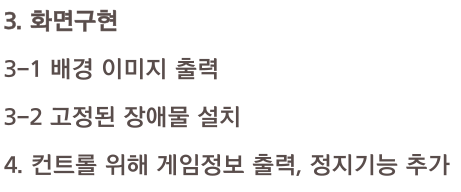 3. 화면구현
3-1 배경 이미지 출력
3-2 고정된 장애물 설치
4. 컨트롤 위해 게임정보 출력, 정지기능 추가